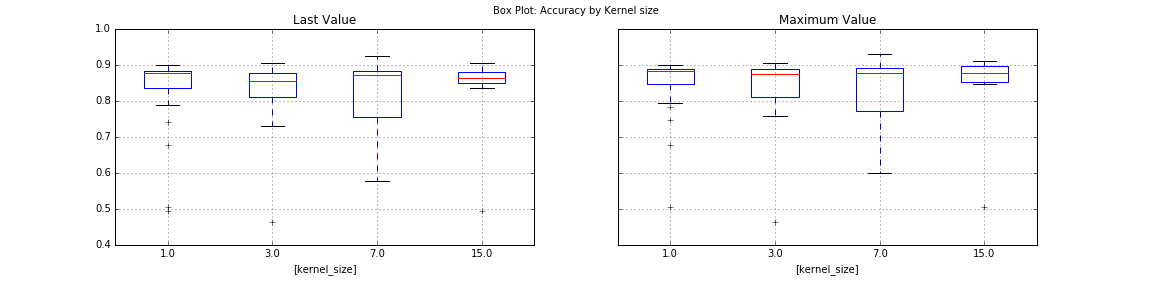 Box Plot: Accuracy by Kernel size
Last Value
Maximum Value
1.0
0.9
0.8
0.7
0.6
0.5
0.4
1.0 3.0 7.0 15.0
1.0 3.0 7.0 15.0
[kernel_size]
[kernel_size]